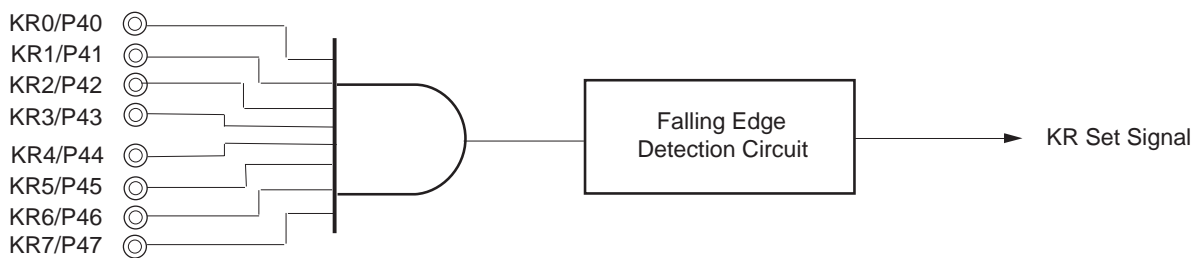 KR0/P40
KR1/P41
KR2/P42
KR3/P43
KR4/P44
KR5/P45
KR6/P46
KR7/P47
Falling Edge
Detection Circuit
KR Set Signal